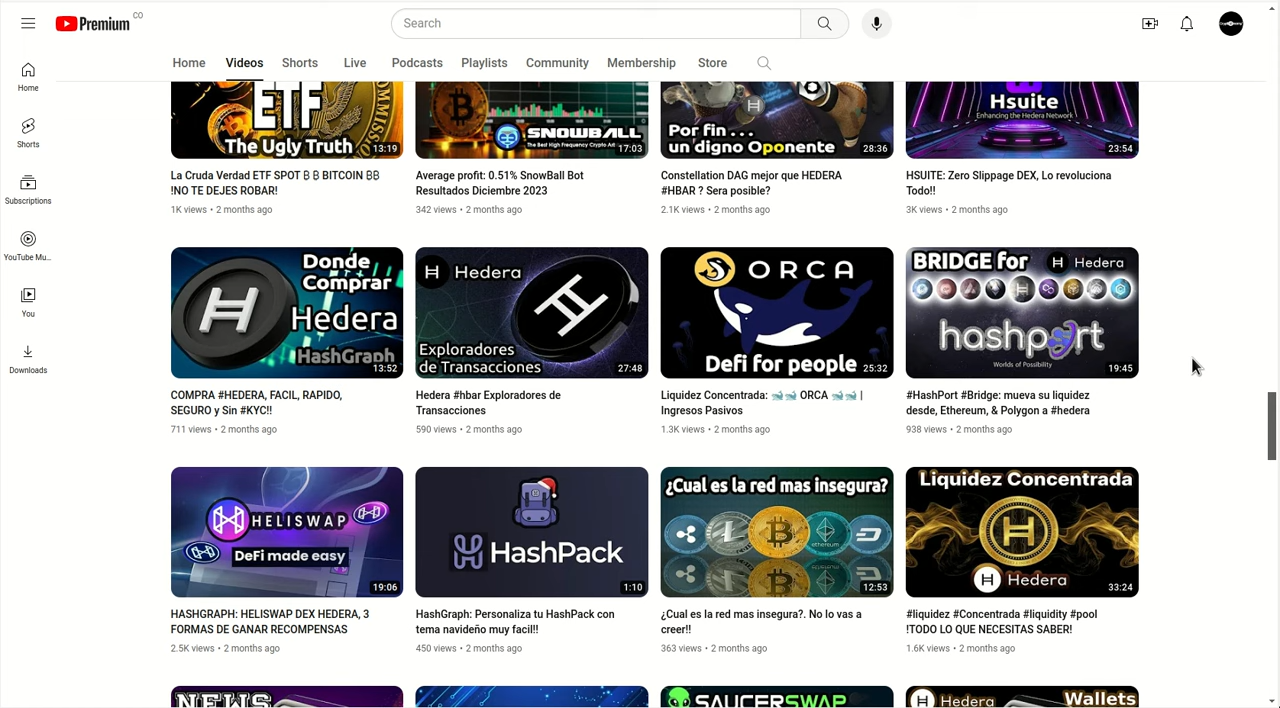 Premium CO
Search
Home Videos Shorts Live Podcasts Playlists Community Membership Store
Home
Shorts
Subscriptions
YouTube Mu...
You
Downloads
ETF
The Ugly Truth
13:19
SNOWBALL
The Best High Frequency Crypto Art
17:03
Por fin . . .
un digno Oponente
28:36
Hsuite
Enhancing the Hedera Network
23:54
La Cruda Verdad ETF SPOT ₿ ₿ BITCOIN ₿₿
!NO TE DEJES ROBAR!
1K views • 2 months ago
Average profit: 0.51% SnowBall Bot
Resultados Diciembre 2023
342 views • 2 months ago
Constellation DAG mejor que HEDERA
#HBAR ? Sera posible?
2.1K views • 2 months ago
HSUITE: Zero Slippage DEX, Lo revoluciona
Todo!!
3K views • 2 months ago
Donde
Comprar
Hedera
HashGraph
13:52
Hedera
Exploradores
de Transacciones
27:48
ORCA
Defi for people
25:32
BRIDGE for Hedera
hashport
Worlds of Possibility
19:45
COMPRA #HEDERA, FACIL, RAPIDO,
SEGURO y Sin #KYC!!
711 views • 2 months ago
Hedera #hbar Exploradores de
Transacciones
590 views • 2 months ago
Liquidez Concentrada: 🐋🐋 ORCA 🐋🐋 |
Ingresos Pasivos
1.3K views • 2 months ago
#HashPort #Bridge: mueva su liquidez
desde, Ethereum, & Polygon a #hedera
938 views • 2 months ago
HELISWAP
DeFi made easy
19:06
HashPack
1:10
¿Cual es la red mas insegura?
ethereum
12:53
Liquidez Concentrada
Hedera
33:24
HASHGRAPH: HELISWAP DEX HEDERA, 3
FORMAS DE GANAR RECOMPENSAS
2.5K views • 2 months ago
HashGraph: Personaliza tu HashPack con
tema navideño muy facil!!
450 views • 2 months ago
¿Cual es la red mas insegura?. No lo vas a
creer!!
363 views • 2 months ago
#liquidez #Concentrada #liquidity #pool
!TODO LO QUE NECESITAS SABER!
1.6K views • 2 months ago
NEWS
SAUCERSWAP
Hedera Wallets